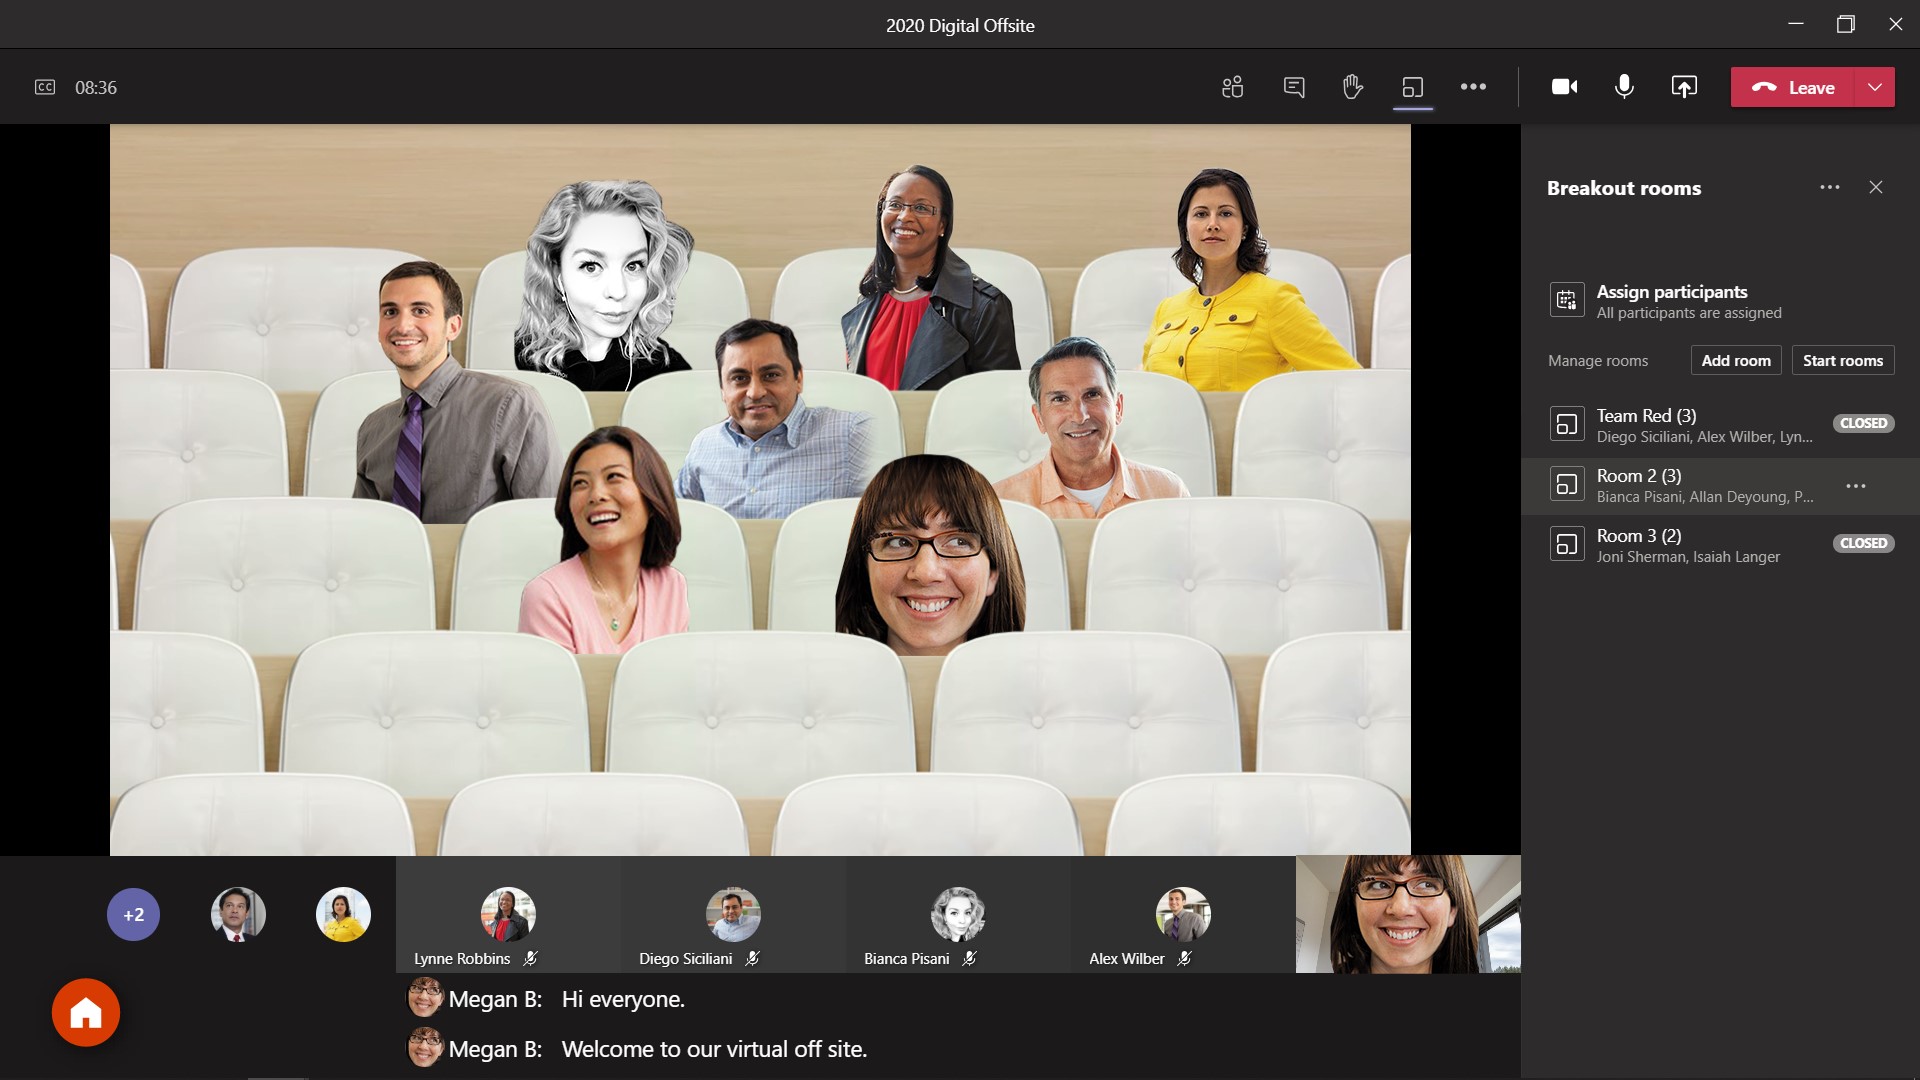 2020 Digital Offsite
CC 08:36
Leave
Breakout rooms
Assign participants
All participants are assigned
Manage rooms Add room Start rooms
Team Red (3)
Diego Siciliani, Alex Wilber, Lyn...
CLOSED
Room 2 (3)
Bianca Pisani, Allan Deyoung, P...
Room 3 (2)
Joni Sherman, Isaiah Langer
CLOSED
+2
Lynne Robbins
Diego Siciliani
Bianca Pisani
Alex Wilber
Megan B: Hi everyone.
Megan B: Welcome to our virtual off site.